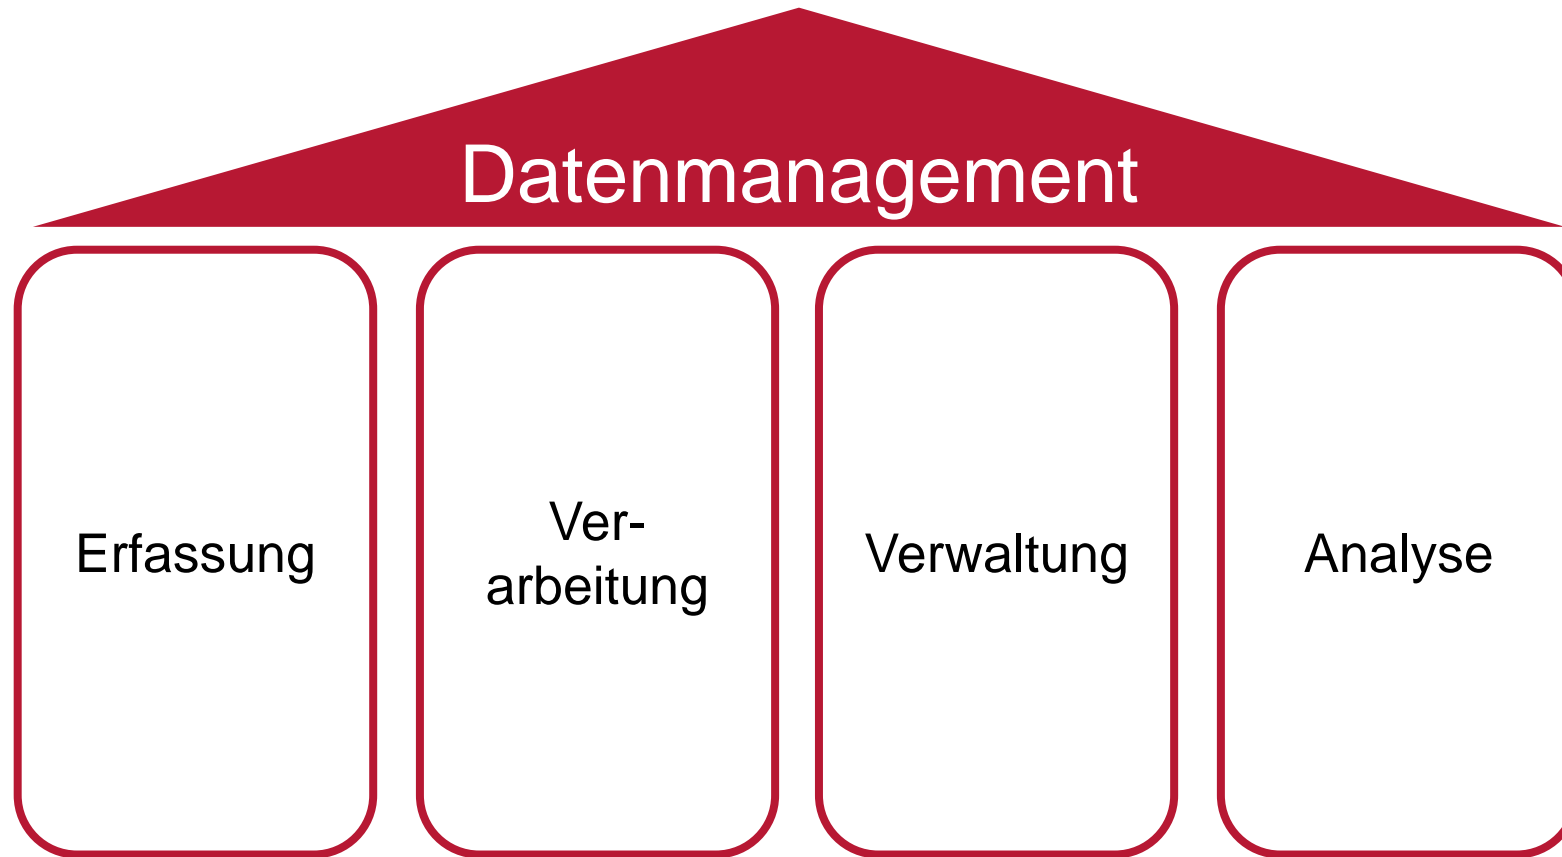 Datenmanagement
Erfassung
Ver-
arbeitung
Verwaltung
Analyse